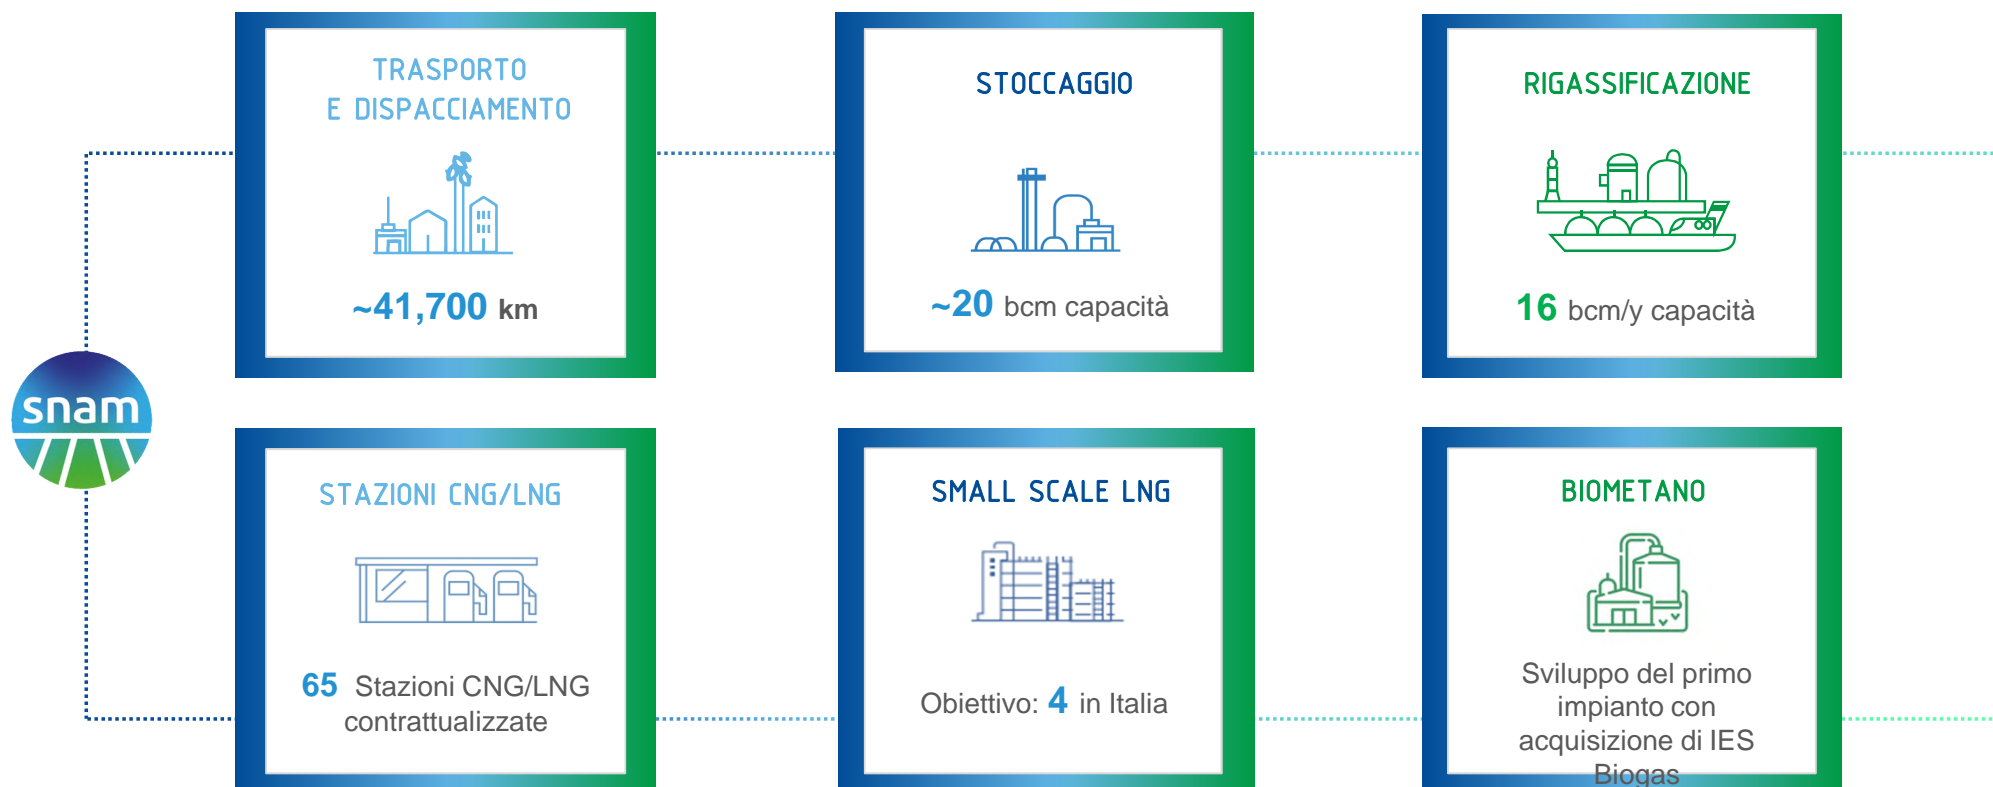 TRASPORTO
E DISPACCIAMENTO
~41,700 km
STOCCAGGIO
~20 bcm capacità
RIGASSIFICAZIONE
16 bcm/y capacità
snam
STAZIONI CNG/LNG
65 Stazioni CNG/LNG
contrattualizzate
SMALL SCALE LNG
Obiettivo: 4 in Italia
BIOMETANO
Sviluppo del primo
impianto con
acquisizione di IES
Biogas